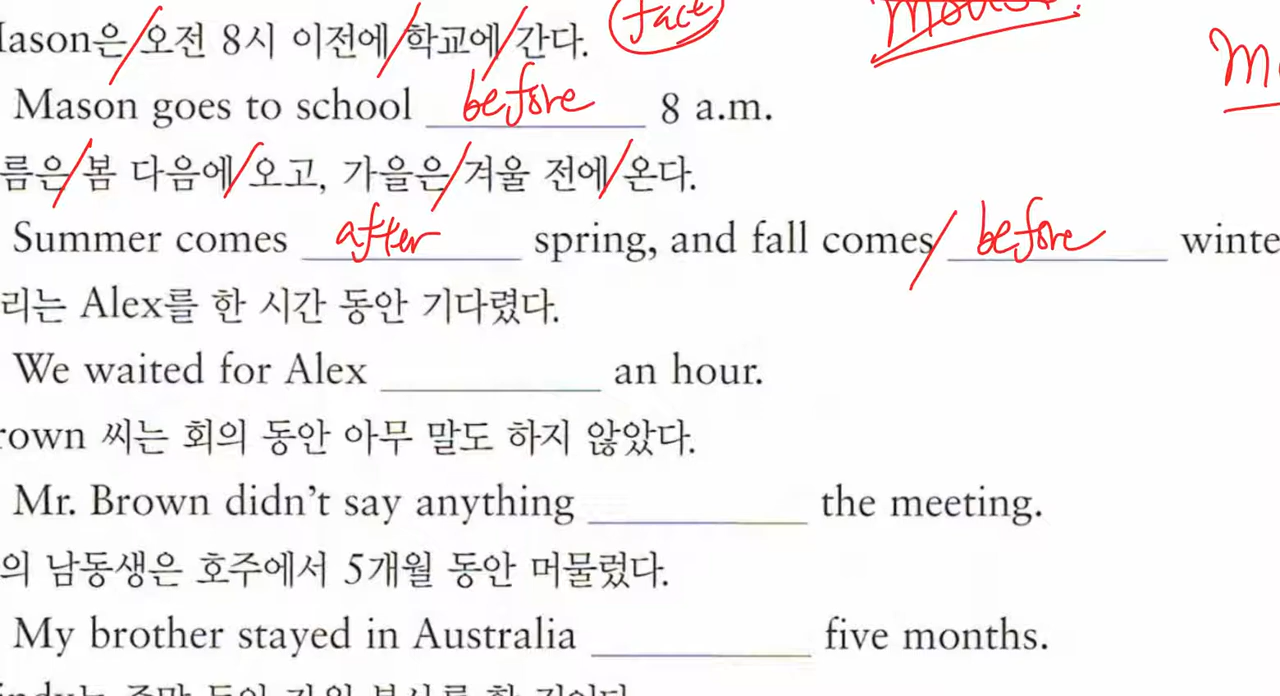 Mason은/오전 8시 이전에/학교에/간다. face
Mason goes to school before 8 a.m.
름은/봄 다음에/오고, 가을은/겨울 전에/온다.
Summer comes after spring, and fall comes/ before winte
리는 Alex를 한 시간 동안 기다렸다.
We waited for Alex ________ an hour.
rown 씨는 회의 동안 아무 말도 하지 않았다.
Mr. Brown didn't say anything ________ the meeting.
의 남동생은 호주에서 5개월 동안 머물렀다.
My brother stayed in Australia ________ five months.